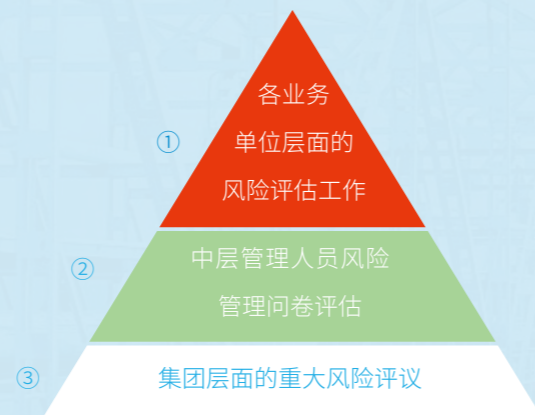 各业务
①
单位层面的
风险评估工作
②
中层管理人员风险
管理问卷评估
③
集团层面的重大风险评议